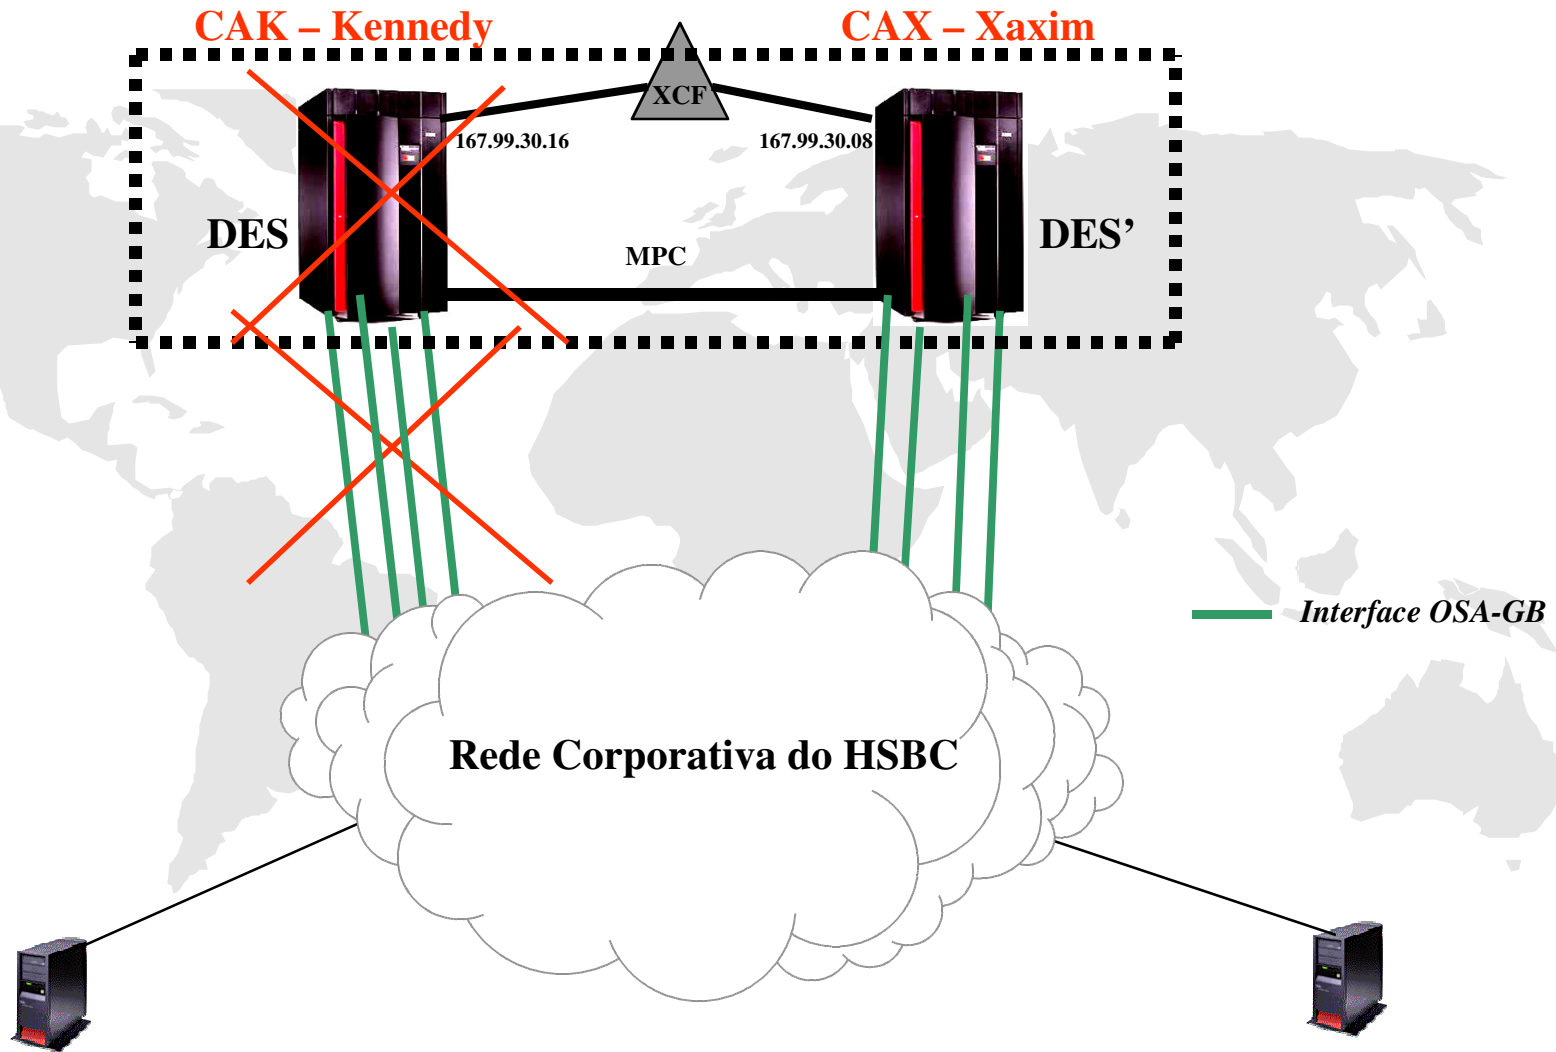 CAK – Kennedy
CAX – Xaxim
XCF
167.99.30.16
167.99.30.08
DES
DES’
MPC
Interface OSA-GB
Rede Corporativa do HSBC